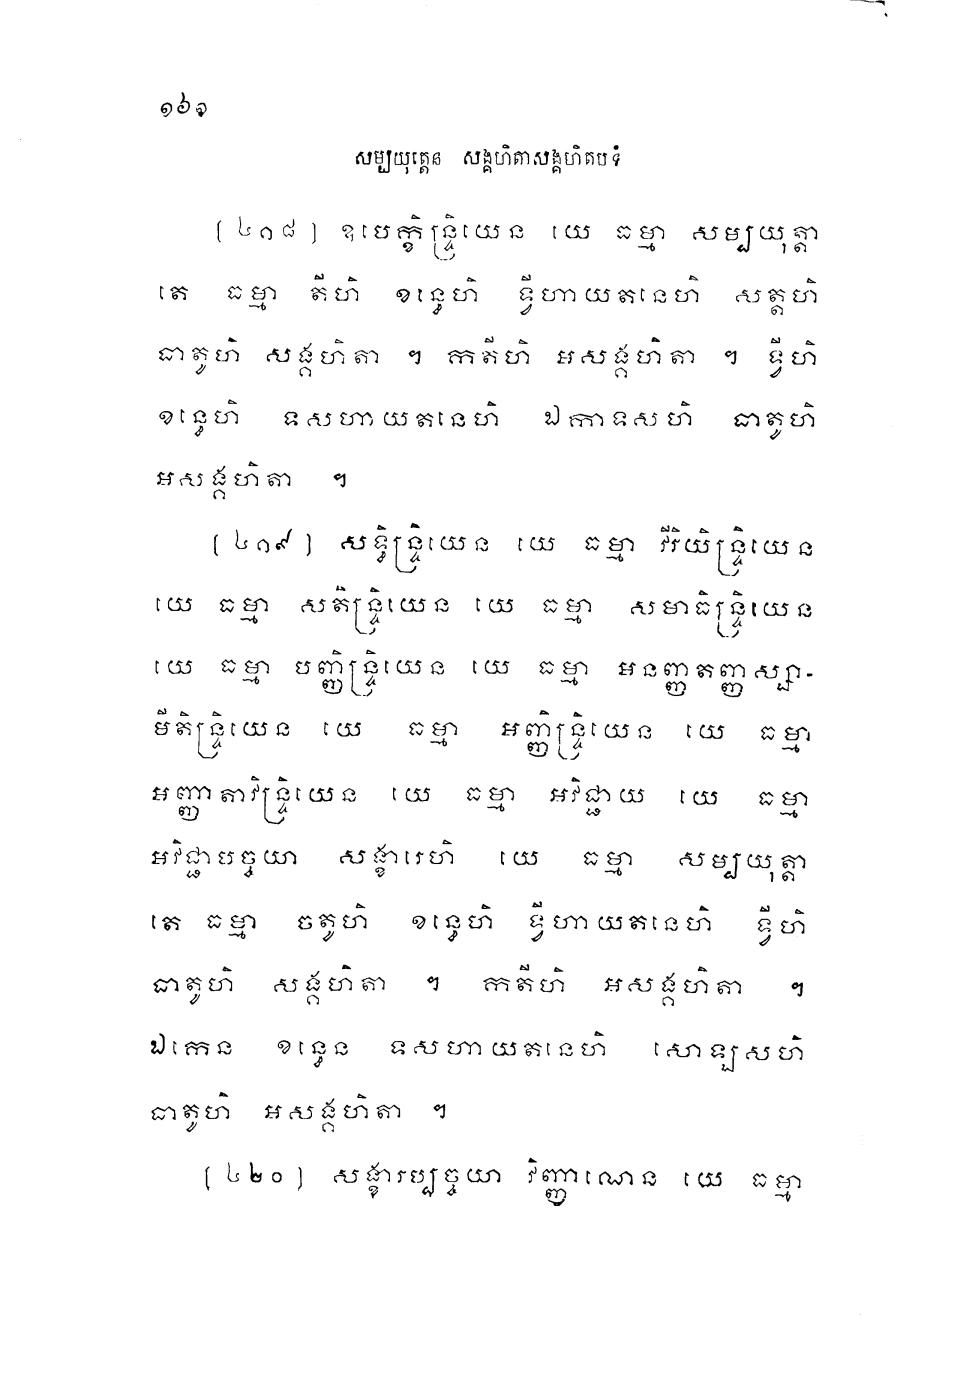 ១៦១
សម្បយុត្តេន សង្គហិតាសង្គហិតបទំ
(៤១៨) ឧបេក្ខិន្ទ្រិយេន យេ ធម្មា សម្បយុត្តា
តេ ធម្មា តីហិ ខន្ធេហិ ទ្វីហាយតនេហិ សត្តហិ
ធាតូហិ សង្គហិតា ។ កតីហិ អសង្គហិតា ។ ទ្វីហិ
ខន្ធេហិ ទសហាយតនេហិ ឯកាទសហិ ធាតូហិ
អសង្គហិតា ។
(៤១៩) សទ្ធិន្ទ្រិយេន យេ ធម្មា វីរិយិន្ទ្រិយេន
យេ ធម្មា សតិន្ទ្រិយេន យេ ធម្មា សមាធិន្ទ្រិយេន
យេ ធម្មា បញ្ញិន្ទ្រិយេន យេ ធម្មា អនញ្ញតញ្ញស្សា-
មីតិន្ទ្រិយេន យេ ធម្មា អញ្ញិន្ទ្រិយេន យេ ធម្មា
អញ្ញាតាវិន្ទ្រិយេន យេ ធម្មា អវិជ្ជាយ យេ ធម្មា
អវិជ្ជាបច្ចយា សង្ខារេហិ យេ ធម្មា សម្បយុត្តា
តេ ធម្មា ចតូហិ ខន្ធេហិ ទ្វីហាយតនេហិ ទ្វីហិ
ធាតូហិ សង្គហិតា ។ កតីហិ អសង្គហិតា ។
ឯកេន ខន្ធេន ទសហាយតនេហិ សោឡសហិ
ធាតូហិ អសង្គហិតា ។
(៤២០) សង្ខារប្បច្ចយា វិញ្ញាណេន យេ ធម្មា